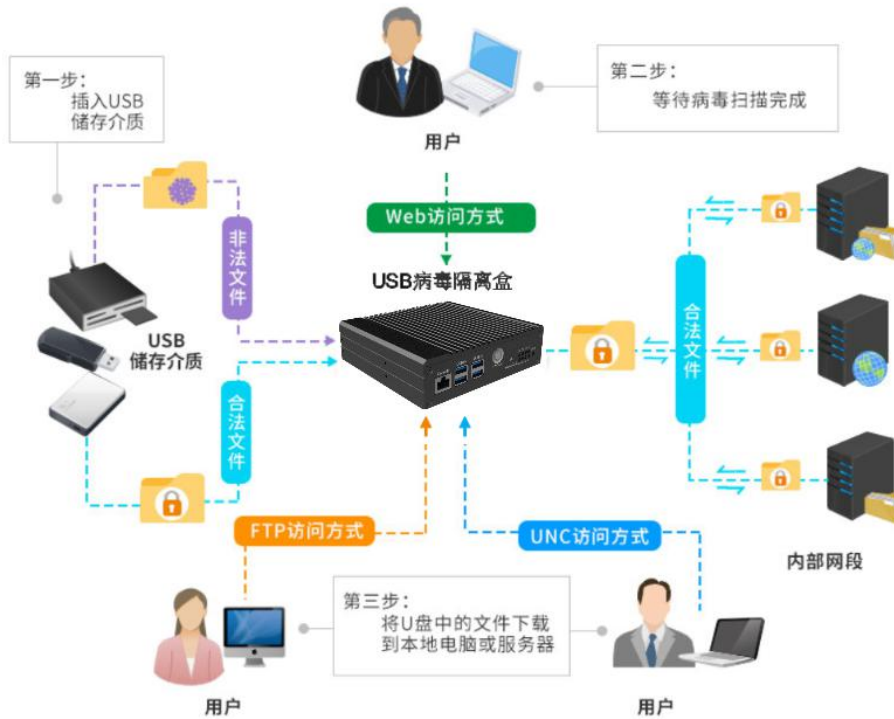 第一步：
插入USB
储存介质
第二步：
等待病毒扫描完成
用户
Web访问方式
USB病毒隔离盒
非法文件
USB
储存介质
合法文件
合法文件
FTP访问方式
UNC访问方式
内部网段
第三步：
将U盘中的文件下载
到本地电脑或服务器
用户
用户